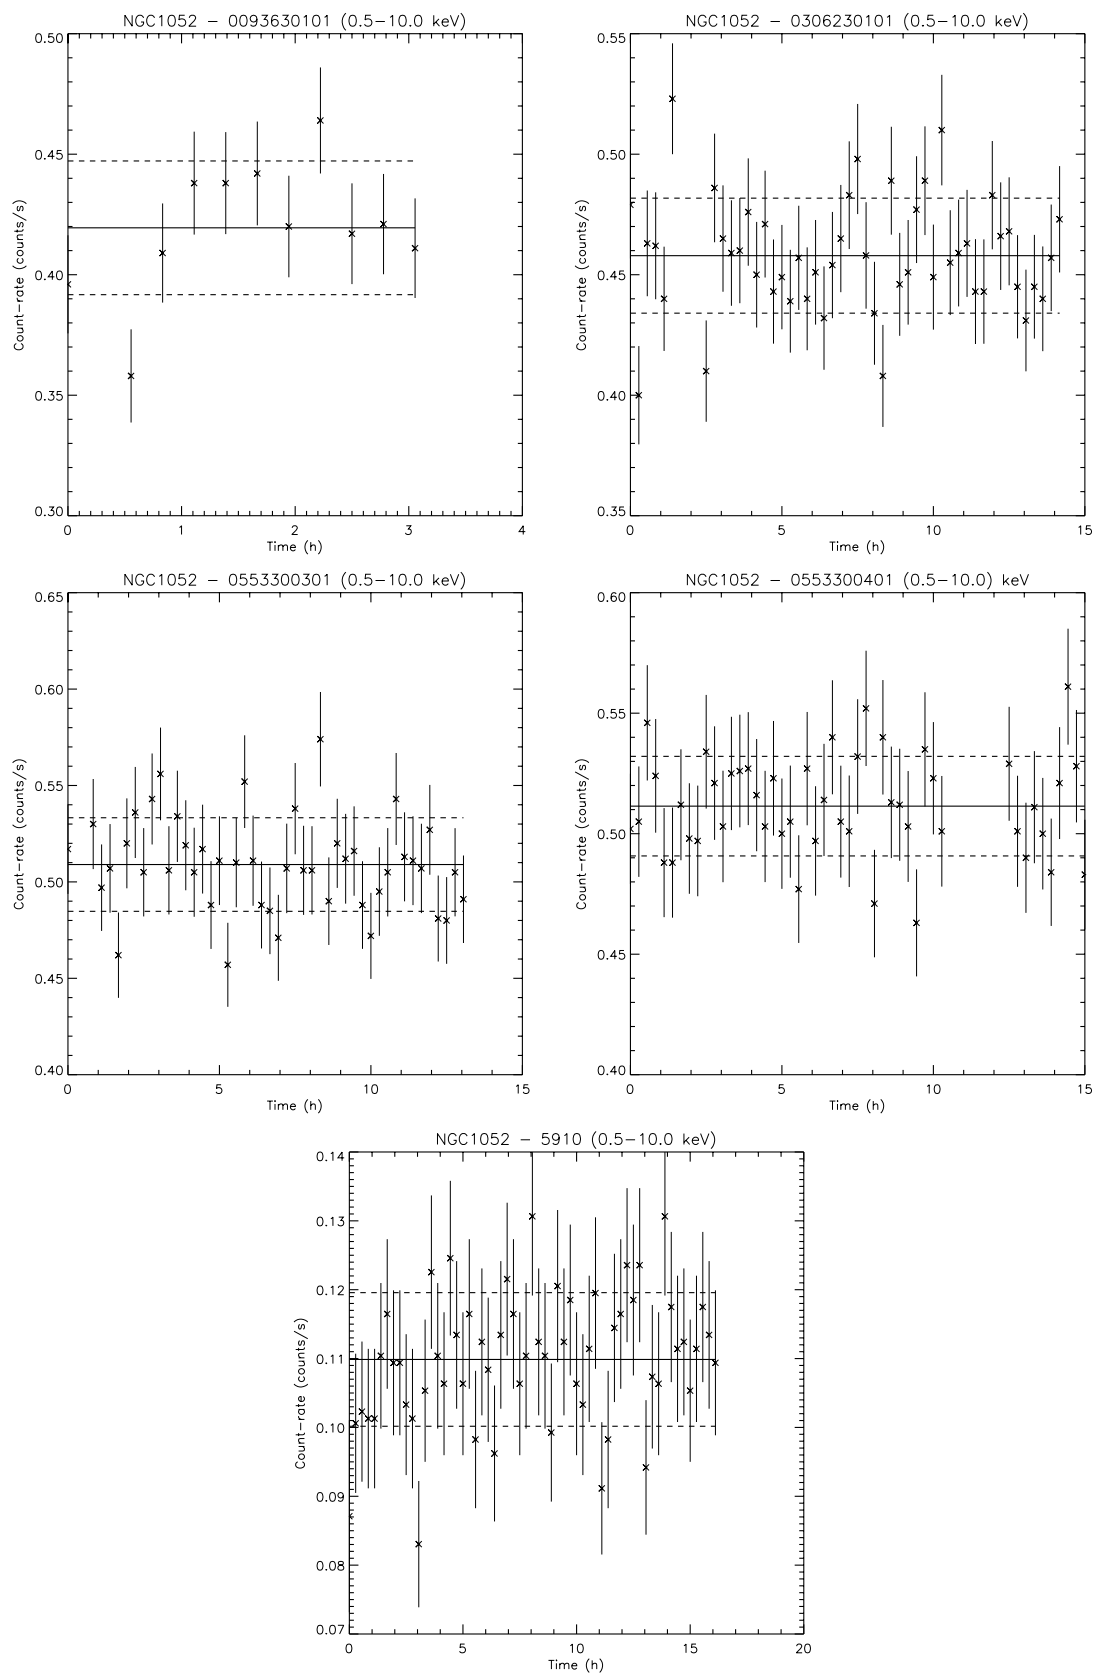 NGC1052 − 0093630101 (0.5−10.0 keV)
0.50
0.45
0.40
0.35
0.30
Count−rate (counts/s)
0 1 2 3 4
Time (h)
NGC1052 − 0306230101 (0.5−10.0 keV)
0.55
0.50
0.45
0.40
0.35
Count−rate (counts/s)
0 5 10 15
Time (h)
NGC1052 − 0553300301 (0.5−10.0 keV)
0.65
0.60
0.55
0.50
0.45
0.40
Count−rate (counts/s)
0 5 10 15
Time (h)
NGC1052 − 0553300401 (0.5−10.0) keV
0.60
0.55
0.50
0.45
0.40
Count−rate (counts/s)
0 5 10 15
Time (h)
NGC1052 − 5910 (0.5−10.0 keV)
0.14
0.13
0.12
0.11
0.10
0.09
0.08
0.07
Count−rate (counts/s)
0 5 10 15 20
Time (h)